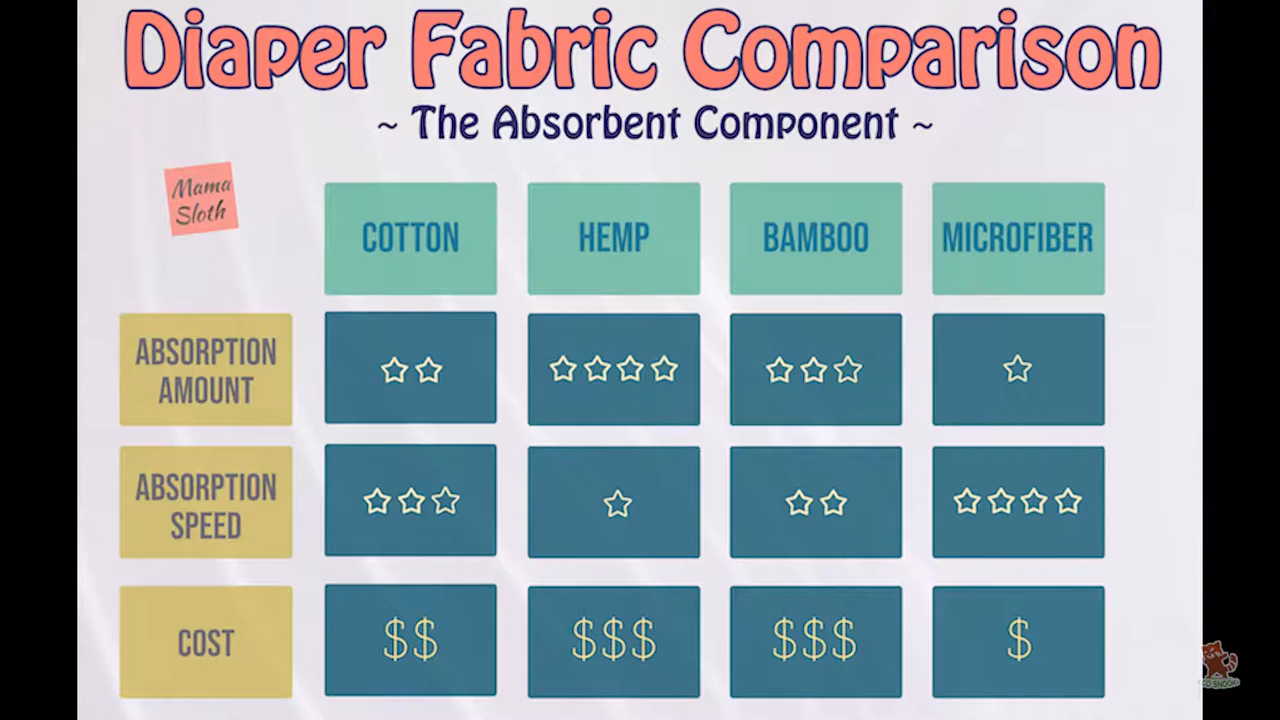 Diaper Fabric Comparison
~ The Absorbent Component ~
Mama
Sloth
COTTON
HEMP
BAMBOO
MICROFIBER
ABSORPTION
AMOUNT
ABSORPTION
SPEED
COST
$$
$$$
$$$
$